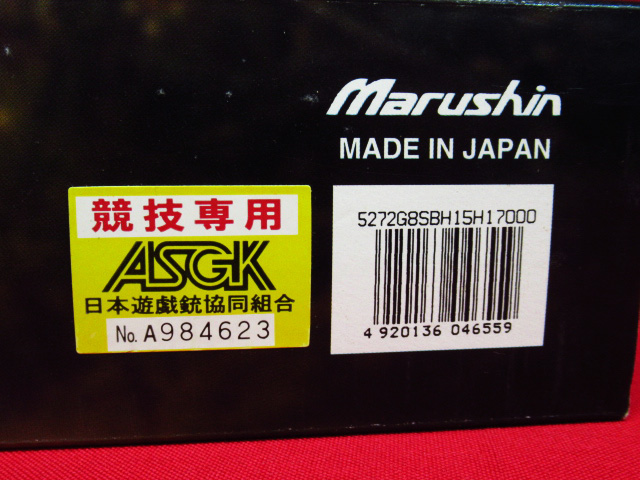 Marushin
MADE IN JAPAN
競技専用
ASGK
日本遊戯銃協同組合
No. A984623
5272G8SBH15H17000
4 920136 046559